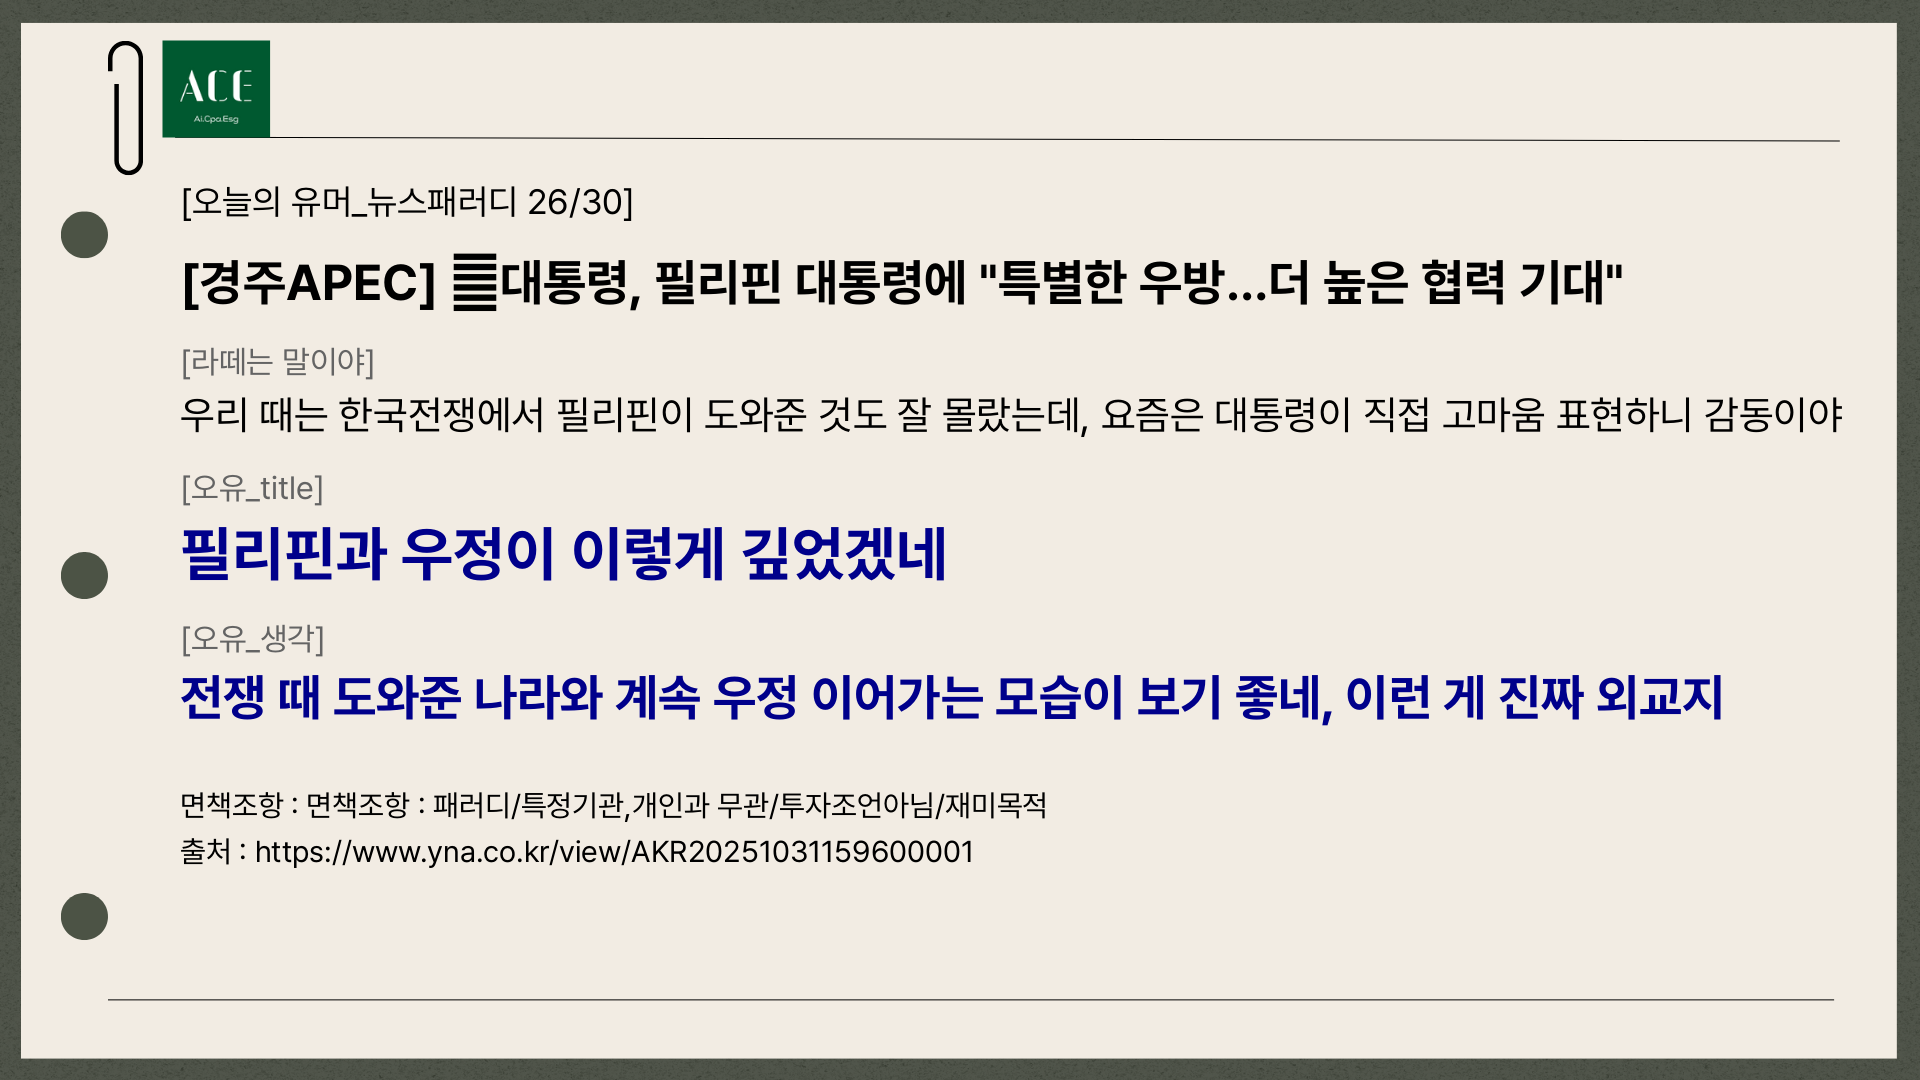 ACE
Ai.Cpa.Esg
[오늘의 유머_뉴스패러디 26/30]
[경주APEC] 대통령, 필리핀 대통령에 "특별한 우방...더 높은 협력 기대"
[라떼는 말이야]
우리 때는 한국전쟁에서 필리핀이 도와준 것도 잘 몰랐는데, 요즘은 대통령이 직접 고마움 표현하니 감동이야
[오유_title]
필리핀과 우정이 이렇게 깊었겠네
[오유_생각]
전쟁 때 도와준 나라와 계속 우정 이어가는 모습이 보기 좋네, 이런 게 진짜 외교지
면책조항 : 면책조항 : 패러디/특정기관,개인과 무관/투자조언아님/재미목적
출처 : https://www.yna.co.kr/view/AKR20251031159600001